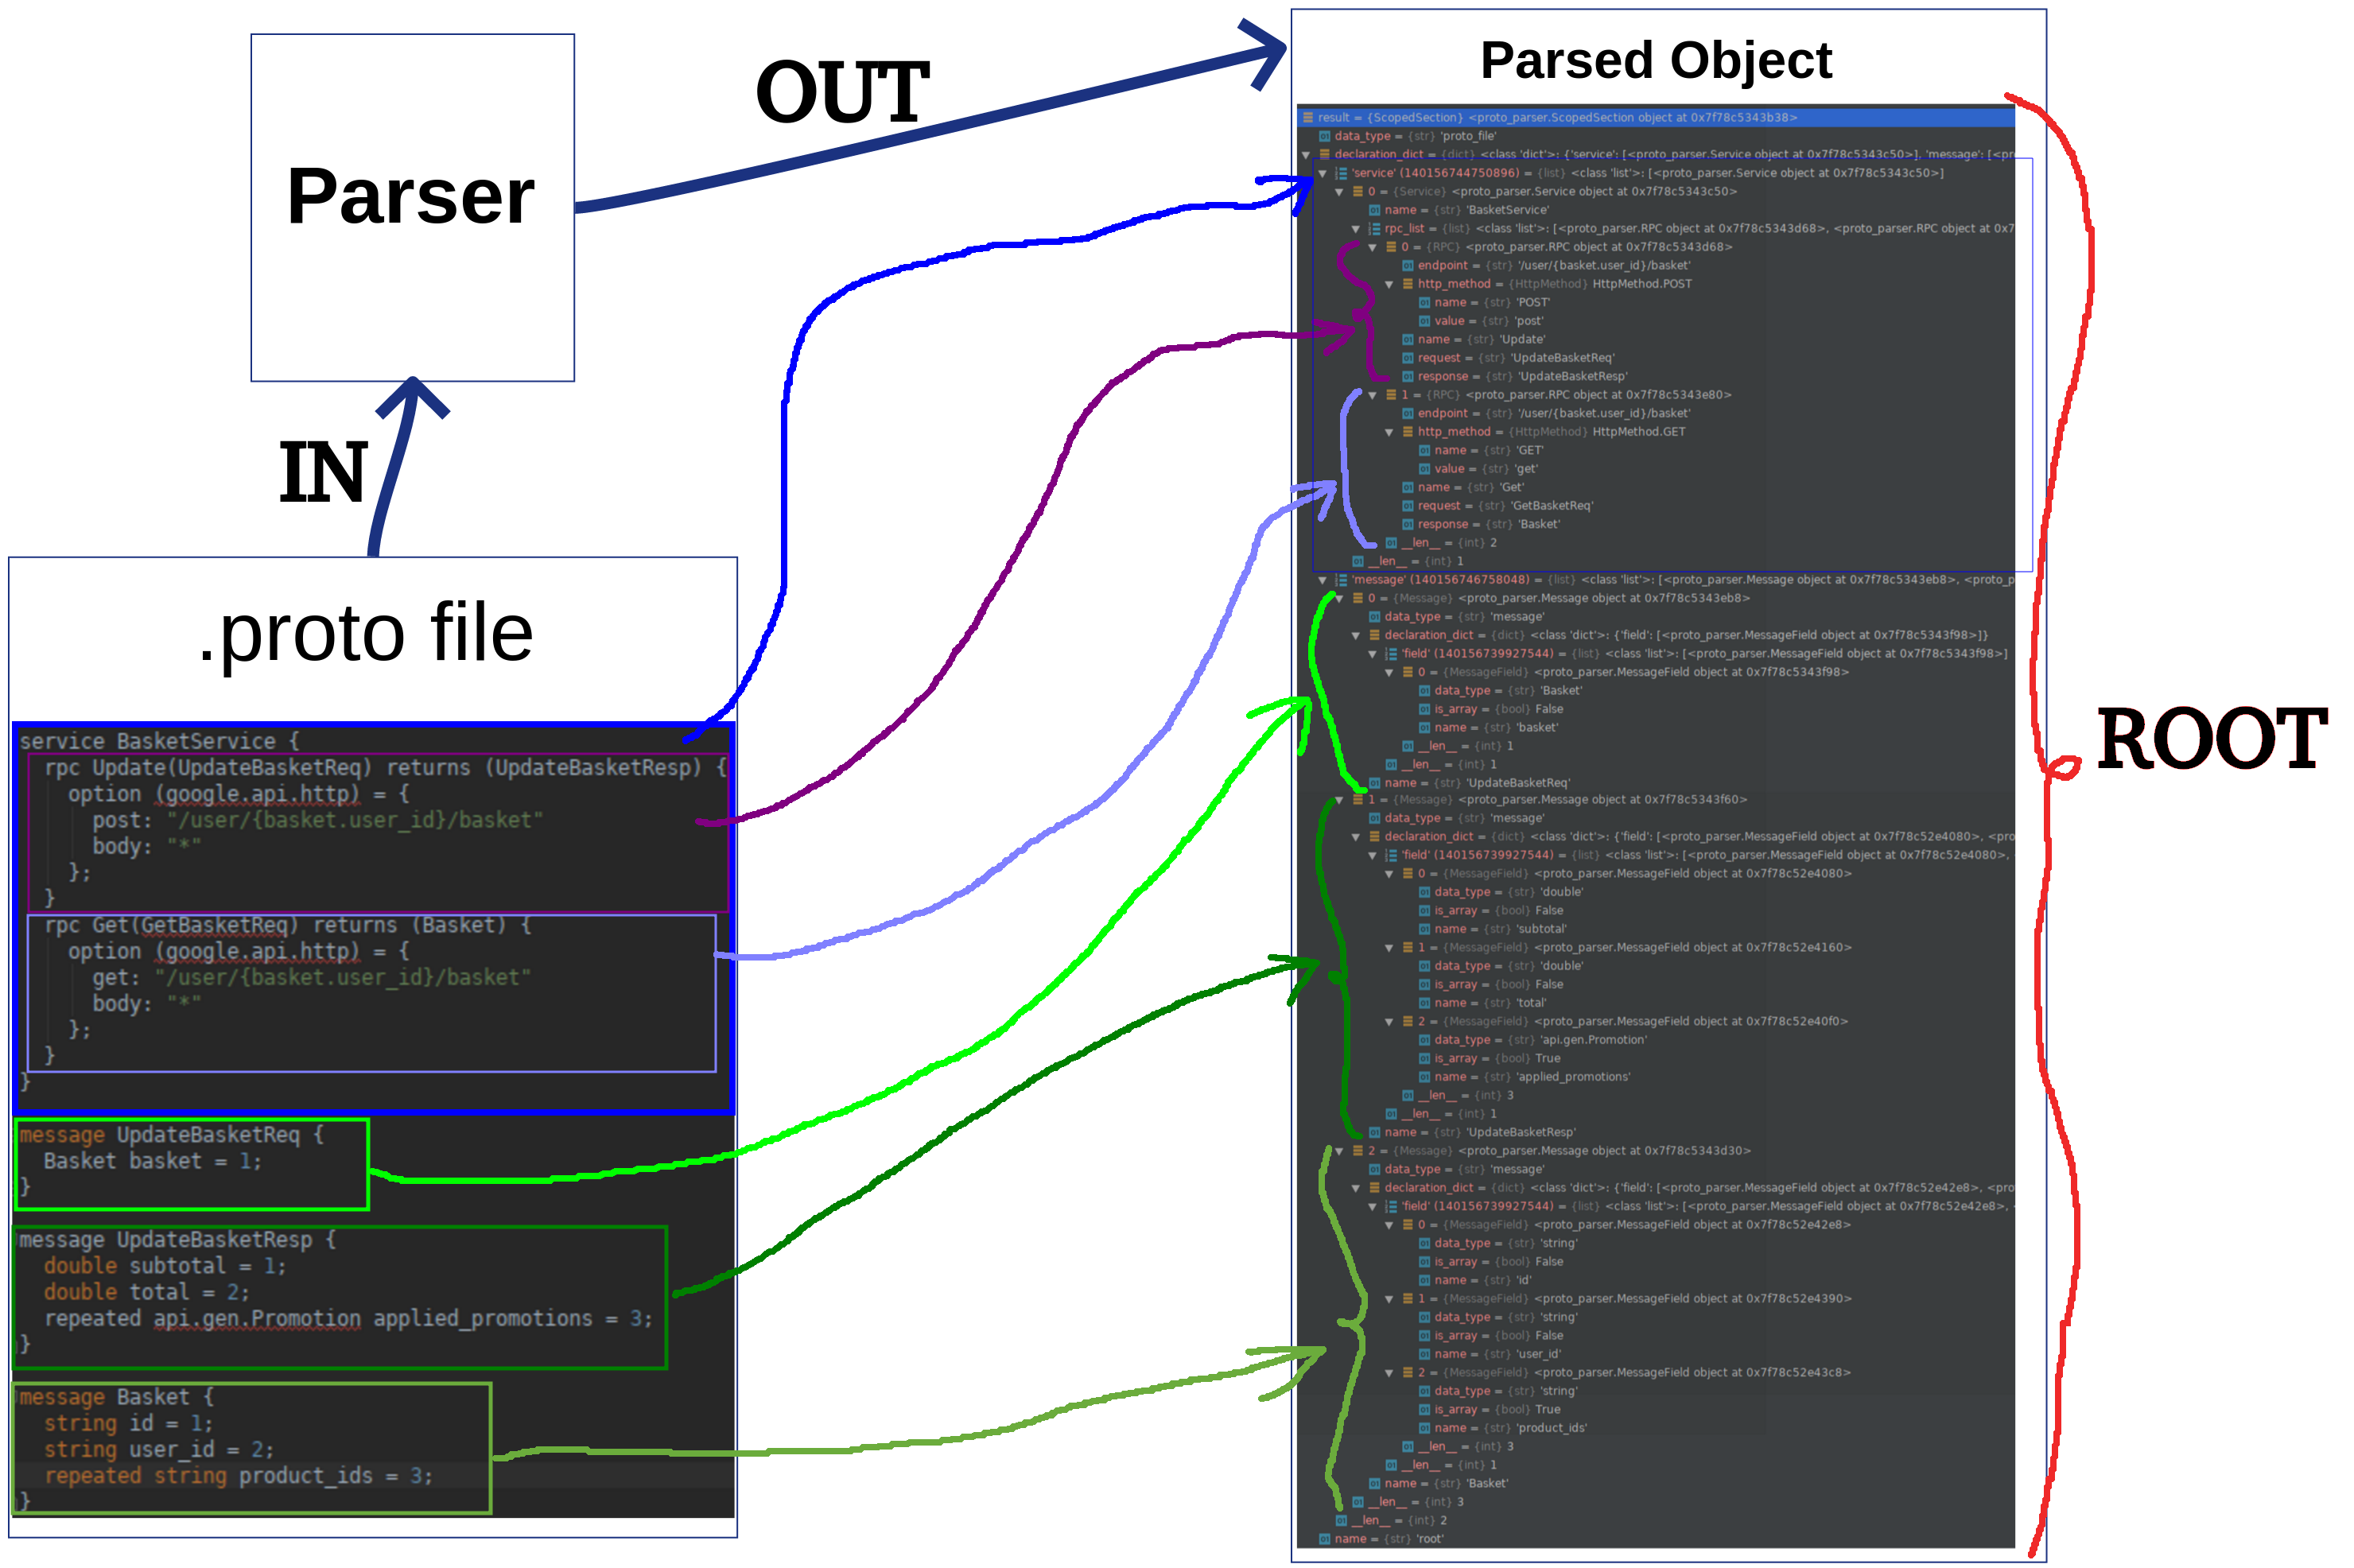 Parser
OUT
IN
.proto file
service BasketService {
rpc Update(UpdateBasketReq) returns (UpdateBasketResp) {
option (google.api.http) = {
post: "/user/{basket.user_id}/basket"
body: "*"
};
}
rpc Get(GetBasketReq) returns (Basket) {
option (google.api.http) = {
get: "/user/{basket.user_id}/basket"
body: "*"
};
}
}
message UpdateBasketReq {
Basket basket = 1;
}
message UpdateBasketResp {
double subtotal = 1;
double total = 2;
repeated api.gen.Promotion applied_promotions = 3;
}
message Basket {
string id = 1;
string user_id = 2;
repeated string product_ids = 3;
}
Parsed Object
result = {ScopedSection} <proto_parser.ScopedSection object at 0x7f78c5343b38>
data_type = {str} 'proto_file'
declaration_dict = {dict} <class 'dict'>: {'service': [<proto_parser.Service object at 0x7f78c5343c50>], 'message': [<pro
'service' (140156744750896) = {list} <class 'list'>: [<proto_parser.Service object at 0x7f78c5343c50>]
0 = {Service} <proto_parser.Service object at 0x7f78c5343c50>
name = {str} 'BasketService'
rpc_list = {list} <class 'list'>: [<proto_parser.RPC object at 0x7f78c5343d68>, <proto_parser.RPC object at 0x7
0 = {RPC} <proto_parser.RPC object at 0x7f78c5343d68>
endpoint = {str} '/user/{basket.user_id}/basket'
http_method = {HttpMethod} HttpMethod.POST
name = {str} 'POST'
value = {str} 'post'
name = {str} 'Update'
request = {str} 'UpdateBasketReq'
response = {str} 'UpdateBasketResp'
1 = {RPC} <proto_parser.RPC object at 0x7f78c5343e80>
endpoint = {str} '/user/{basket.user_id}/basket'
http_method = {HttpMethod} HttpMethod.GET
name = {str} 'GET'
value = {str} 'get'
name = {str} 'Get'
request = {str} 'GetBasketReq'
response = {str} 'Basket'
__len__ = {int} 2
__len__ = {int} 1
'message' (140156746758048) = {list} <class 'list'>: [<proto_parser.Message object at 0x7f78c5343eb8>, <proto_p
0 = {Message} <proto_parser.Message object at 0x7f78c5343eb8>
data_type = {str} 'message'
declaration_dict = {dict} <class 'dict'>: {'field': [<proto_parser.MessageField object at 0x7f78c5343f98>]}
'field' (140156739927544) = {list} <class 'list'>: [<proto_parser.MessageField object at 0x7f78c5343f98>]
0 = {MessageField} <proto_parser.MessageField object at 0x7f78c5343f98>
data_type = {str} 'Basket'
is_array = {bool} False
name = {str} 'basket'
__len__ = {int} 1
__len__ = {int} 1
name = {str} 'UpdateBasketReq'
1 = {Message} <proto_parser.Message object at 0x7f78c5343f60>
data_type = {str} 'message'
declaration_dict = {dict} <class 'dict'>: {'field': [<proto_parser.MessageField object at 0x7f78c52e4080>, <pro
'field' (140156739927544) = {list} <class 'list'>: [<proto_parser.MessageField object at 0x7f78c52e4080>,
0 = {MessageField} <proto_parser.MessageField object at 0x7f78c52e4080>
data_type = {str} 'double'
is_array = {bool} False
name = {str} 'subtotal'
1 = {MessageField} <proto_parser.MessageField object at 0x7f78c52e4160>
data_type = {str} 'double'
is_array = {bool} False
name = {str} 'total'
2 = {MessageField} <proto_parser.MessageField object at 0x7f78c52e40f0>
data_type = {str} 'api.gen.Promotion'
is_array = {bool} True
name = {str} 'applied_promotions'
__len__ = {int} 3
__len__ = {int} 1
name = {str} 'UpdateBasketResp'
2 = {Message} <proto_parser.Message object at 0x7f78c5343d30>
data_type = {str} 'message'
declaration_dict = {dict} <class 'dict'>: {'field': [<proto_parser.MessageField object at 0x7f78c52e42e8>, <pro
'field' (140156739927544) = {list} <class 'list'>: [<proto_parser.MessageField object at 0x7f78c52e42e8>,
0 = {MessageField} <proto_parser.MessageField object at 0x7f78c52e42e8>
data_type = {str} 'string'
is_array = {bool} False
name = {str} 'id'
1 = {MessageField} <proto_parser.MessageField object at 0x7f78c52e4390>
data_type = {str} 'string'
is_array = {bool} False
name = {str} 'user_id'
2 = {MessageField} <proto_parser.MessageField object at 0x7f78c52e43c8>
data_type = {str} 'string'
is_array = {bool} True
name = {str} 'product_ids'
__len__ = {int} 3
__len__ = {int} 1
name = {str} 'Basket'
__len__ = {int} 3
__len__ = {int} 2
name = {str} 'root'
ROOT